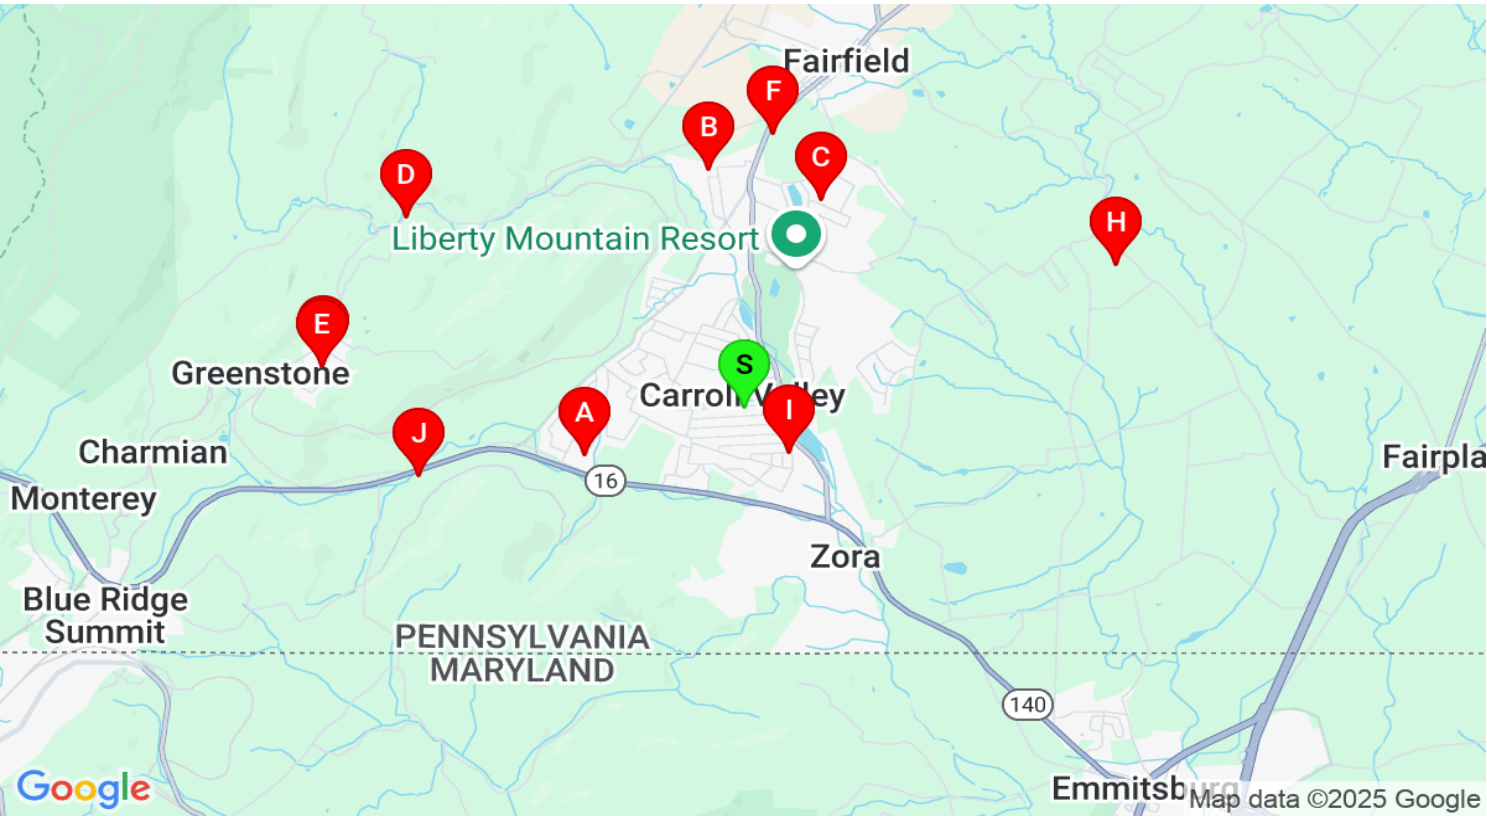 Fairfield
F
B
C
D
H
Liberty Mountain Resort
E
Greenstone
S
Carroll Valley
I
A
J
Charmian
Monterey
16
Fairpla
Zora
Blue Ridge
Summit
PENNSYLVANIA
MARYLAND
140
Emmitsburg
Google
Map data ©2025 Google